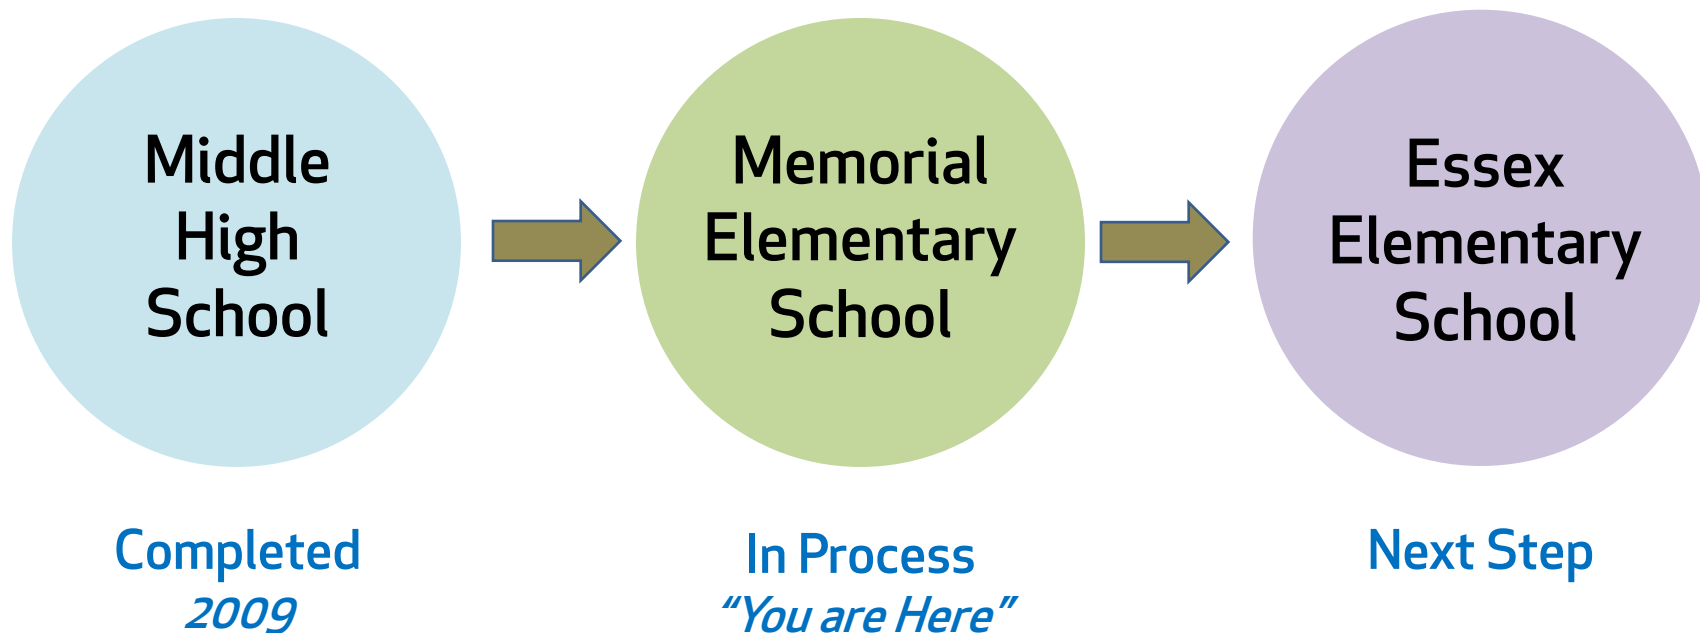 Middle
High
School
Completed
2009
Memorial
Elementary
School
In Process
“You are Here”
Essex
Elementary
School
Next Step